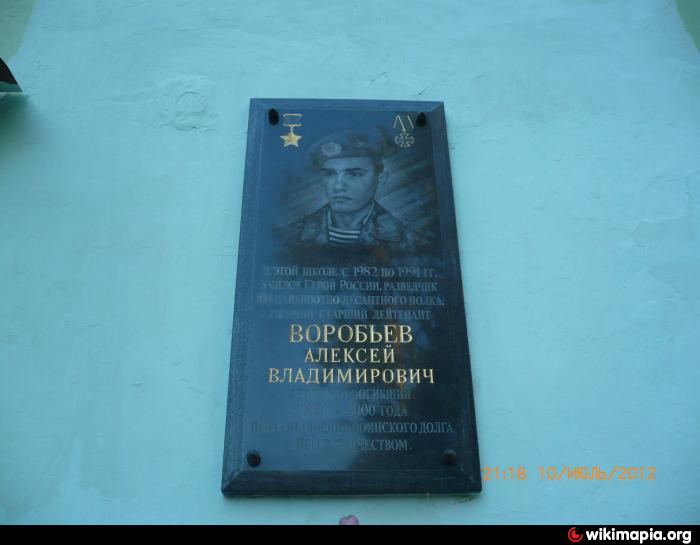 В ЭТОЙ ШКОЛЕ С 1982 ПО 1991 ГГ.
УЧИЛСЯ ГЕРОЙ РОССИИ, РАЗВЕДЧИК
ПАРАШЮТНО-ДЕСАНТНОГО ПОЛКА,
ГВАРДИИ СТАРШИЙ ЛЕЙТЕНАНТ
ВОРОБЬЕВ
АЛЕКСЕЙ
ВЛАДИМИРОВИЧ
ПОГИБШИЙ
2000 ГОДА
ВОИНСКОГО ДОЛГА
ОТЕЧЕСТВОМ.
21:18 10/ИЮЛЬ/2012
wikimapia.org